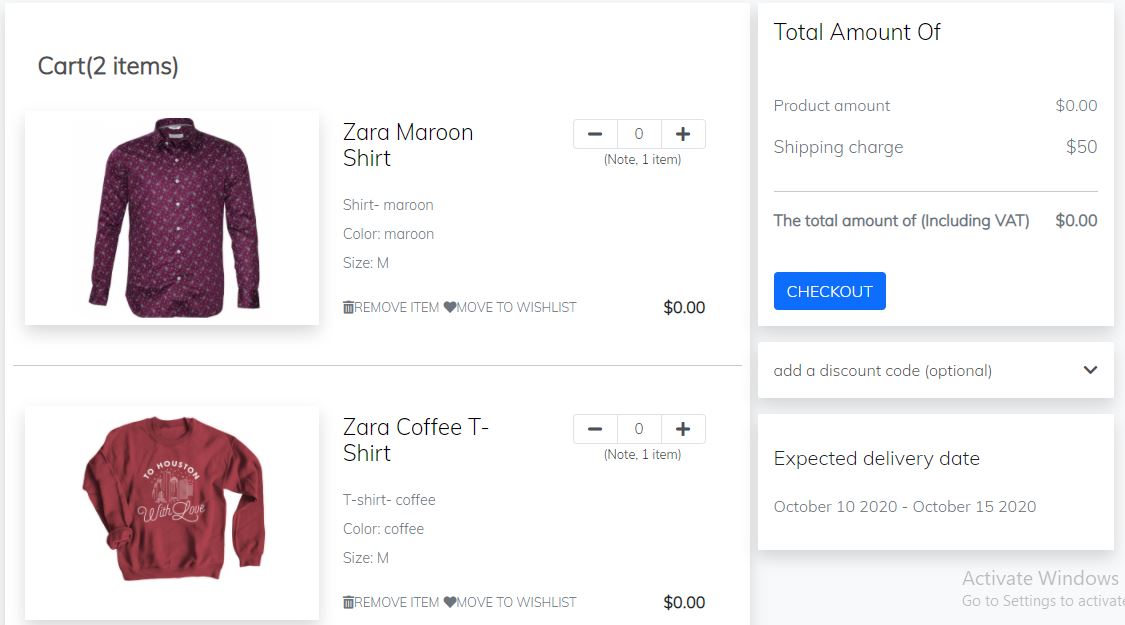 Cart(2 items)
Zara Maroon
Shirt
0
(Note, 1 item)
Shirt- maroon
Color: maroon
Size: M
REMOVE ITEM MOVE TO WISHLIST
$0.00
TO HOUSTON
With Love
Zara Coffee T-
Shirt
0
(Note, 1 item)
T-shirt- coffee
Color: coffee
Size: M
REMOVE ITEM MOVE TO WISHLIST
$0.00
Total Amount Of
Product amount $0.00
Shipping charge $50
The total amount of (Including VAT) $0.00
CHECKOUT
add a discount code (optional)
Expected delivery date
October 10 2020 - October 15 2020
Activate Windows
Go to Settings to activate